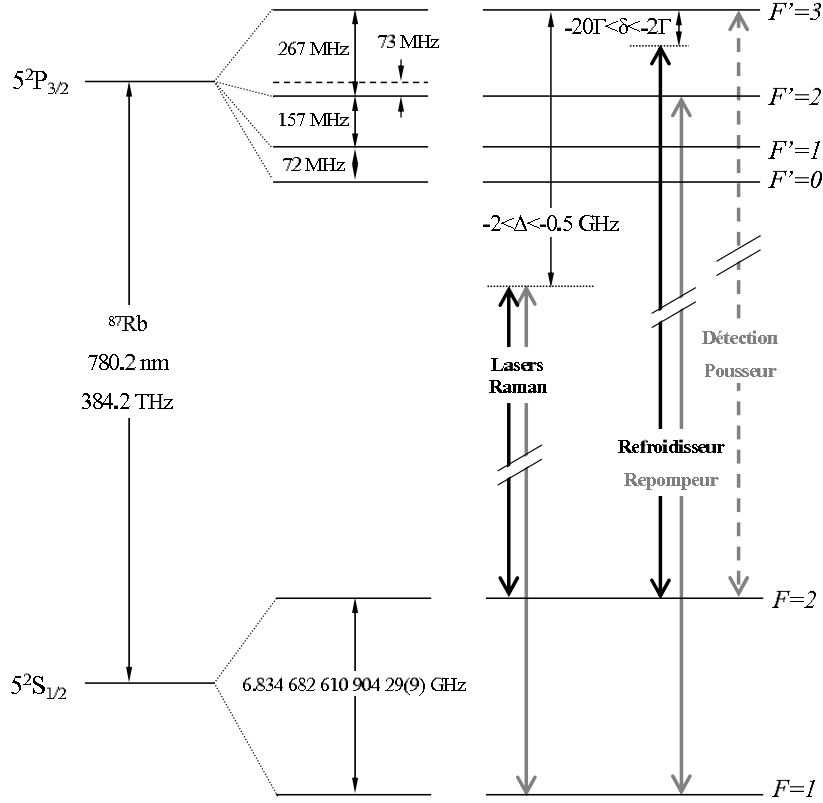 F'=3
-20Γ<δ<-2Γ
267 MHz
73 MHz
5²P₃/₂
F'=2
157 MHz
F'=1
72 MHz
F'=0
-2<Δ<-0.5 GHz
⁸⁷Rb
780.2 nm
384.2 THz
Détection
Pousseur
Lasers
Raman
Refroidisseur
Repompeur
F=2
5²S₁/₂
6.834 682 610 904 29(9) GHz
F=1